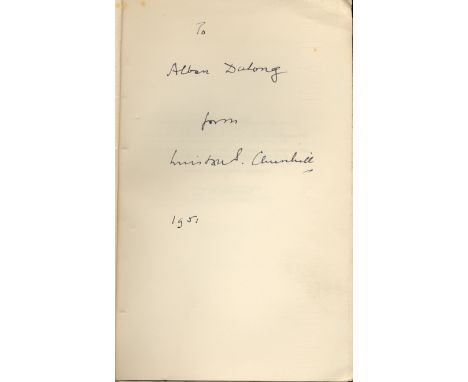 To
Alban Dulong
from
Winston S. Churchill
1951